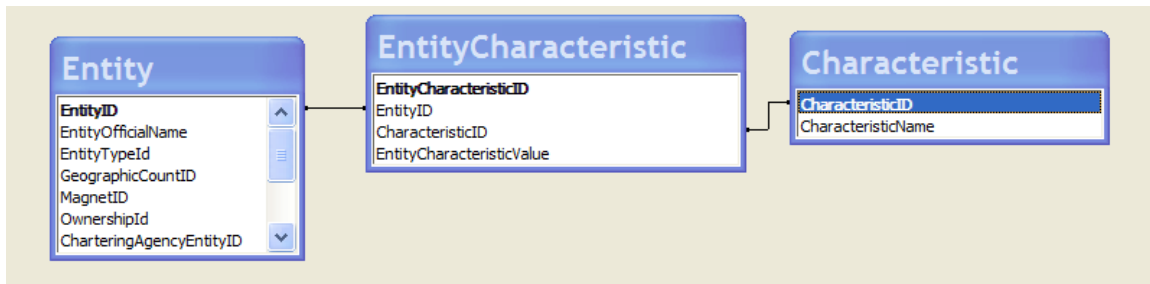 Entity
EntityID
EntityOfficialName
EntityTypeId
GeographicCountID
MagnetID
OwnershipId
CharteringAgencyEntityID
EntityCharacteristic
EntityCharacteristicID
EntityID
CharacteristicID
EntityCharacteristicValue
Characteristic
CharacteristicID
CharacteristicName